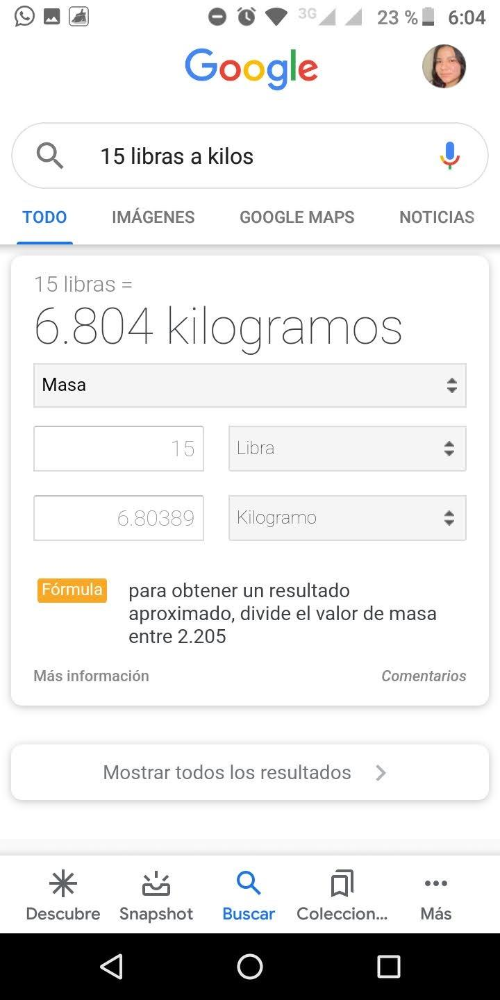 3G 23 % 6:04
Google
15 libras a kilos
TODO IMÁGENES GOOGLE MAPS NOTICIAS
15 libras =
6.804 kilogramos
Masa
15 Libra
6.80389 Kilogramo
Fórmula para obtener un resultado
aproximado, divide el valor de masa
entre 2.205
Más información Comentarios
Mostrar todos los resultados
Descubre Snapshot Buscar Coleccion... Más